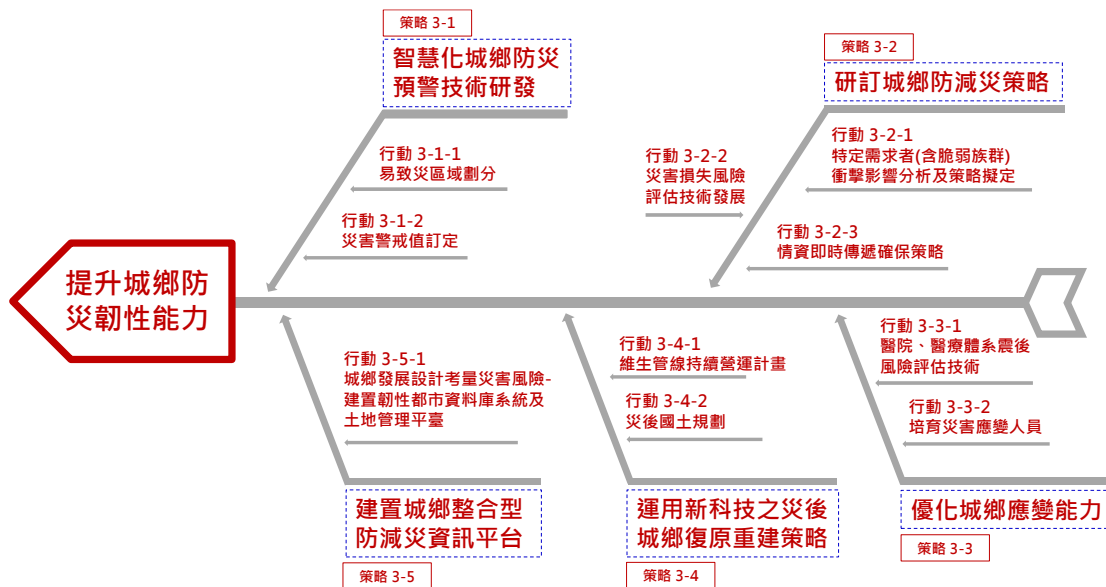 策略 3-1
智慧化城鄉防災
預警技術研發
行動 3-1-1
易致災區域劃分
行動 3-1-2
災害警戒值訂定
策略 3-2
研訂城鄉防減災策略
行動 3-2-1
特定需求者(含脆弱族群)
衝擊影響分析及策略擬定
行動 3-2-2
災害損失風險
評估技術發展
行動 3-2-3
情資即時傳遞確保策略
提升城鄉防
災韌性能力
行動 3-5-1
城鄉發展設計考量災害風險-
建置韌性都市資料庫系統及
土地管理平臺
建置城鄉整合型
防減災資訊平台
策略 3-5
行動 3-4-1
維生管線持續營運計畫
行動 3-4-2
災後國土規劃
運用新科技之災後
城鄉復原重建策略
策略 3-4
行動 3-3-1
醫院、醫療體系震後
風險評估技術
行動 3-3-2
培育災害應變人員
優化城鄉應變能力
策略 3-3